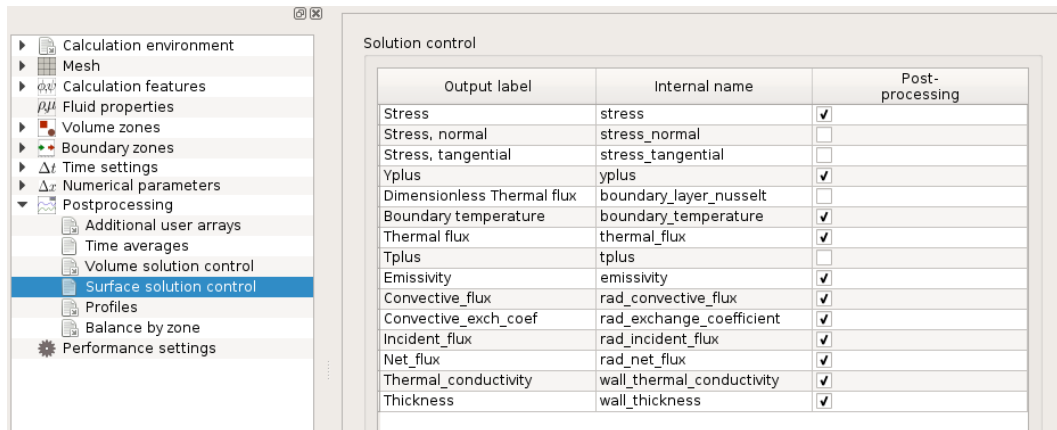 Calculation environment
Mesh
Calculation features
Fluid properties
Volume zones
Boundary zones
Δt Time settings
Δx Numerical parameters
Postprocessing
Additional user arrays
Time averages
Volume solution control
Surface solution control
Profiles
Balance by zone
Performance settings
Solution control
Output label Internal name Post-
processing
Stress stress
Stress, normal stress_normal
Stress, tangential stress_tangential
Yplus yplus
Dimensionless Thermal flux boundary_layer_nusselt
Boundary temperature boundary_temperature
Thermal flux thermal_flux
Tplus tplus
Emissivity emissivity
Convective_flux rad_convective_flux
Convective_exch_coef rad_exchange_coefficient
Incident_flux rad_incident_flux
Net_flux rad_net_flux
Thermal_conductivity wall_thermal_conductivity
Thickness wall_thickness